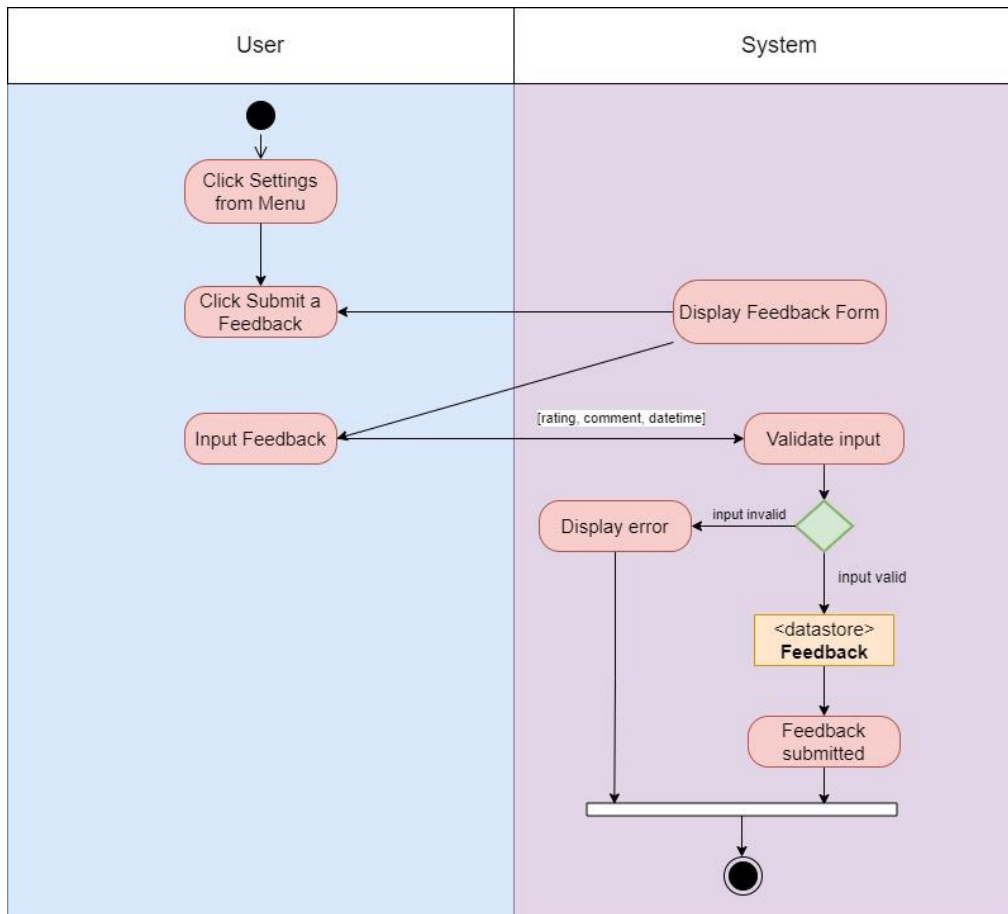 User
System
Click Settings
from Menu
Click Submit a
Feedback
Display Feedback Form
Input Feedback
[rating, comment, datetime]
Validate input
Display error
input invalid
input valid
<datastore>
Feedback
Feedback
submitted